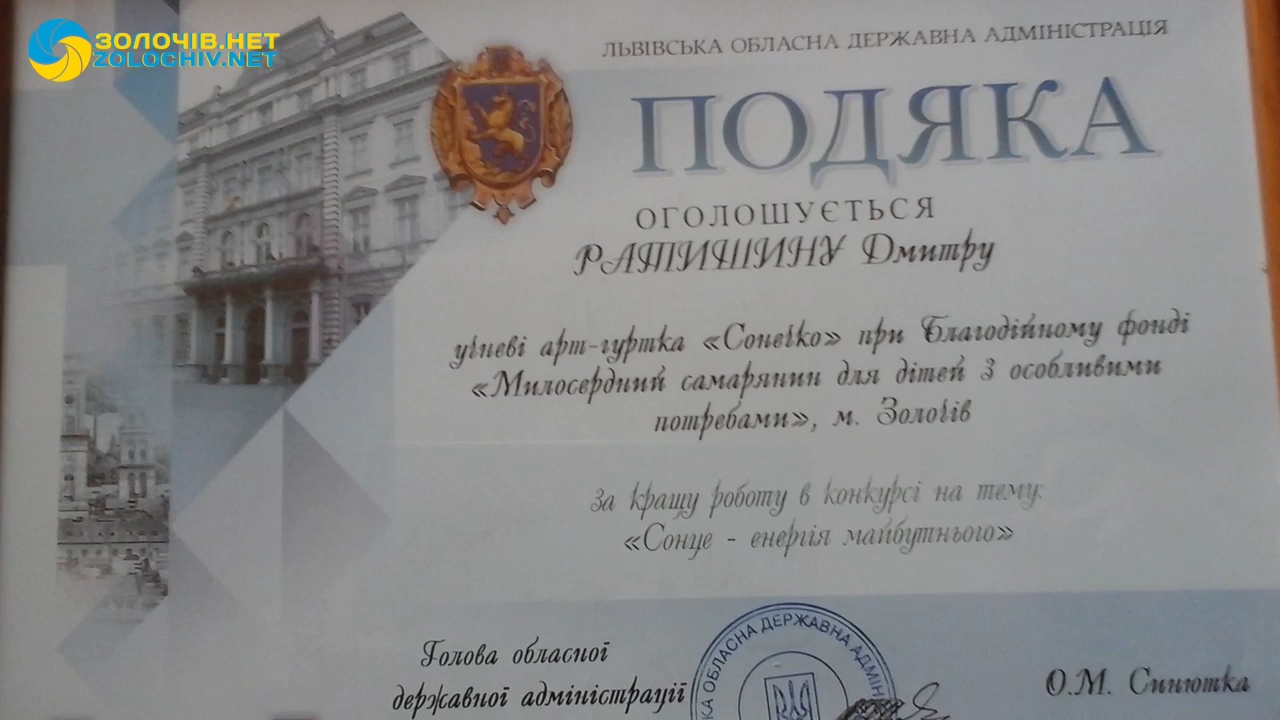 ЗОЛОЧІВ.НЕТ
ZOLOCHIV.NET
ЛЬВІВСЬКА ОБЛАСНА ДЕРЖАВНА АДМІНІСТРАЦІЯ
ПОДЯКА
ОГОЛОШУЄТЬСЯ
РАТИШИНУ Дмитру
учневі арт-гуртка «Сонечко» при Благодійному фонді
«Милосердний самарянин для дітей з особливими
потребами», м. Золочів
за кращу роботу в конкурсі на тему:
«Сонце - енергія майбутнього»
Голова обласної
державної адміністрації
О.М. Синютка
ОБЛАСНА ДЕРЖАВНА